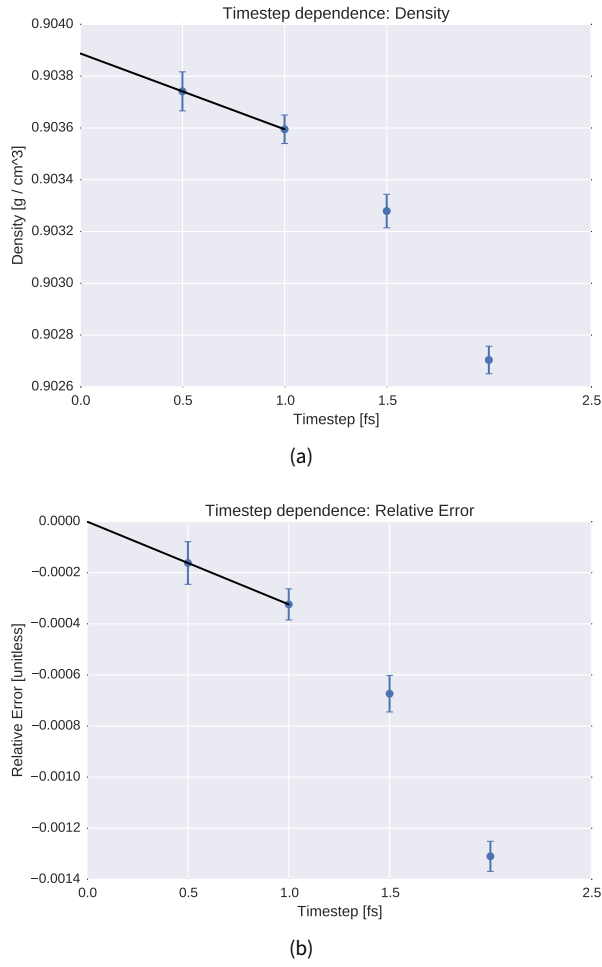 Timestep dependence: Density
0.9040
0.9038
0.9036
0.9034
0.9032
0.9030
0.9028
0.9026
Density [g / cm^3]
0.0 0.5 1.0 1.5 2.5
Timestep [fs]
(a)
Timestep dependence: Relative Error
0.0000
−0.0002
−0.0004
−0.0006
−0.0008
−0.0010
−0.0012
−0.0014
Relative Error [unitless]
0.0 0.5 1.0 1.5 2.5
Timestep [fs]
(b)